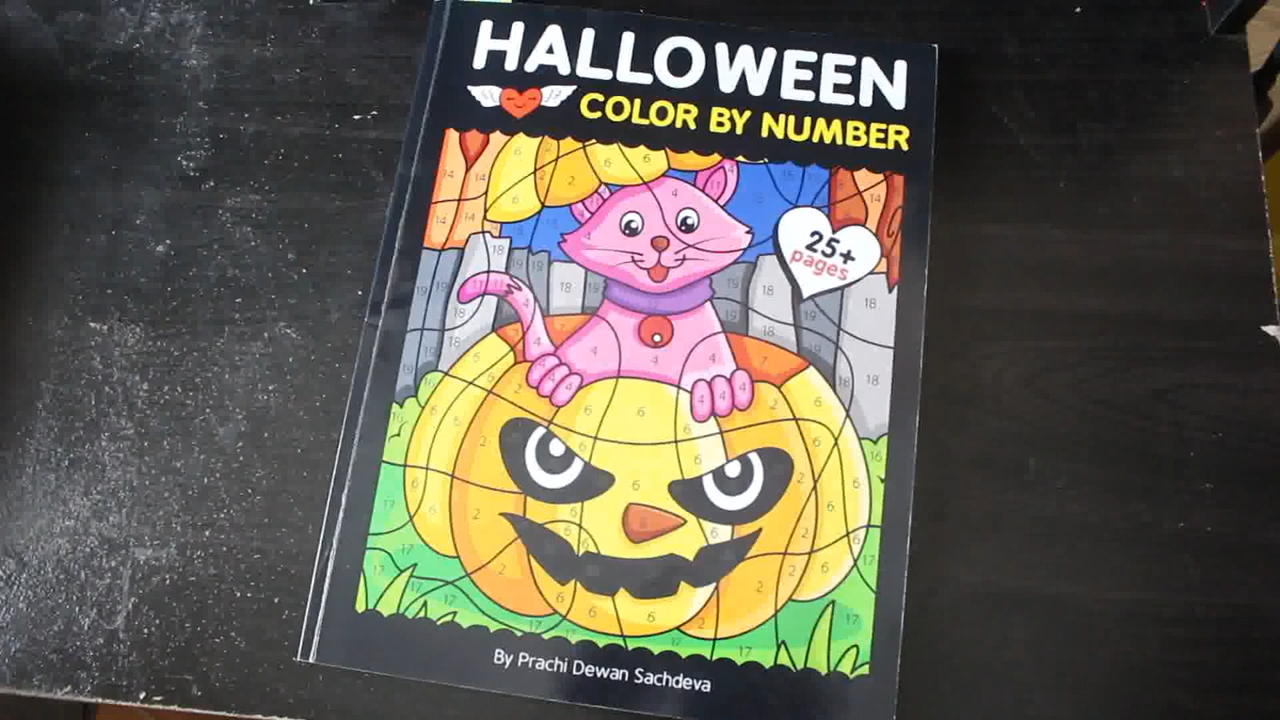 HALLOWEEN
COLOR BY NUMBER
25+
pages
By Prachi Dewan Sachdeva